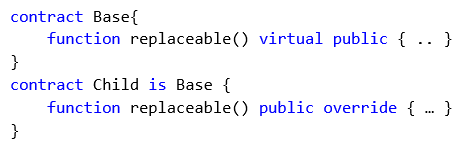 contract Base{
    function replaceable() virtual public { .. }
}
contract Child is Base {
    function replaceable() public override { … }
}